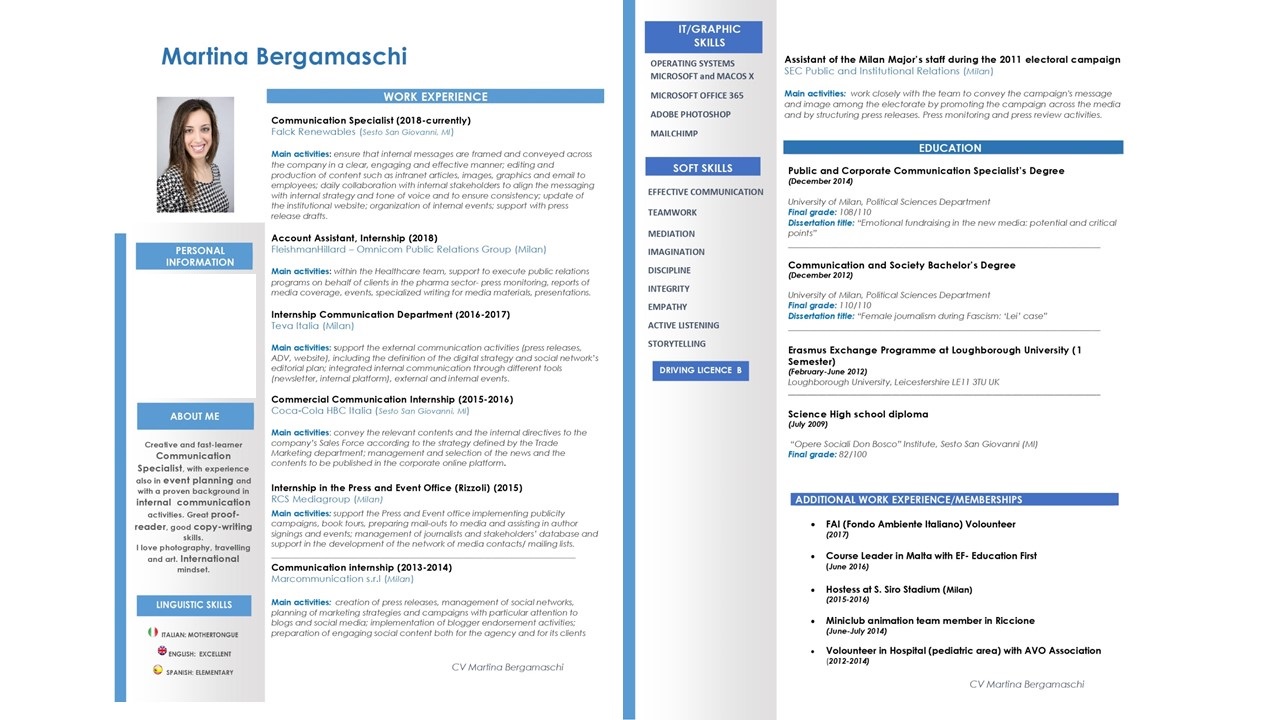 Martina Bergamaschi
WORK EXPERIENCE
Communication Specialist (2018-currently)
Falck Renewables (Sesto San Giovanni, MI)
Main activities: ensure that internal messages are framed and conveyed across
the company in a clear, engaging and effective manner; editing and
production of content such as intranet articles, images, graphics and email to
employees; daily collaboration with internal stakeholders to align the messaging
with internal strategy and tone of voice and to ensure consistency; update of
the institutional website; organization of internal events; support with press
release drafts.
Account Assistant, Internship (2018)
FleishmanHillard – Omnicom Public Relations Group (Milan)
Main activities: within the Healthcare team, support to execute public relations
programs on behalf of clients in the pharma sector- press monitoring, reports of
media coverage, events, specialized writing for media materials, presentations.
Internship Communication Department (2016-2017)
Teva Italia (Milan)
Main activities: support the external communication activities (press releases,
ADV, website), including the definition of the digital strategy and social network's
editorial plan; integrated internal communication through different tools
(newsletter, internal platform), external and internal events.
Commercial Communication Internship (2015-2016)
Coca-Cola HBC Italia (Sesto San Giovanni, MI)
Main activities: convey the relevant contents and the internal directives to the
company's Sales Force according to the strategy defined by the Trade
Marketing department; management and selection of the news and the
contents to be published in the corporate online platform.
Internship in the Press and Event Office (Rizzoli) (2015)
RCS Mediagroup (Milan)
Main activities: support the Press and Event office implementing publicity
campaigns, book tours, preparing mail-outs to media and assisting in author
signings and events; management of journalists and stakeholders' database and
support in the development of the network of media contacts/ mailing lists.
Communication internship (2013-2014)
Marcommunication s.r.l (Milan)
Main activities: creation of press releases, management of social networks,
planning of marketing strategies and campaigns with particular attention to
blogs and social media; implementation of blogger endorsement activities;
preparation of engaging social content both for the agency and for its clients
CV Martina Bergamaschi
PERSONAL
INFORMATION
ABOUT ME
Creative and fast-learner
Communication
Specialist, with experience
also in event planning and
with a proven background in
internal communication
activities. Great proof-
reader, good copy-writing
skills.
I love photography, travelling
and art. International
mindset.
LINGUISTIC SKILLS
ITALIAN: MOTHERTONGUE
ENGLISH: EXCELLENT
SPANISH: ELEMENTARY
IT/GRAPHIC
SKILLS
OPERATING SYSTEMS
MICROSOFT and MACOS X
MICROSOFT OFFICE 365
ADOBE PHOTOSHOP
MAILCHIMP
SOFT SKILLS
EFFECTIVE COMMUNICATION
TEAMWORK
MEDIATION
IMAGINATION
DISCIPLINE
INTEGRITY
EMPATHY
ACTIVE LISTENING
STORYTELLING
DRIVING LICENCE B
Assistant of the Milan Major's staff during the 2011 electoral campaign
SEC Public and Institutional Relations (Milan)
Main activities: work closely with the team to convey the campaign's message
and image among the electorate by promoting the campaign across the media
and by structuring press releases. Press monitoring and press review activities.
EDUCATION
Public and Corporate Communication Specialist's Degree
(December 2014)
University of Milan, Political Sciences Department
Final grade: 108/110
Dissertation title: "Emotional fundraising in the new media: potential and critical
points"
Communication and Society Bachelor's Degree
(December 2012)
University of Milan, Political Sciences Department
Final grade: 110/110
Dissertation title: "Female journalism during Fascism: 'Lei' case"
Erasmus Exchange Programme at Loughborough University (1
Semester)
(February-June 2012)
Loughborough University, Leicestershire LE11 3TU UK
Science High school diploma
(July 2009)
"Opere Sociali Don Bosco" Institute, Sesto San Giovanni (MI)
Final grade: 82/100
ADDITIONAL WORK EXPERIENCE/MEMBERSHIPS
• FAI (Fondo Ambiente Italiano) Volounteer
(2017)
• Course Leader in Malta with EF- Education First
(June 2016)
• Hostess at S. Siro Stadium (Milan)
(2015-2016)
• Miniclub animation team member in Riccione
(June-July 2014)
• Volounteer in Hospital (pediatric area) with AVO Association
(2012-2014)
CV Martina Bergamaschi